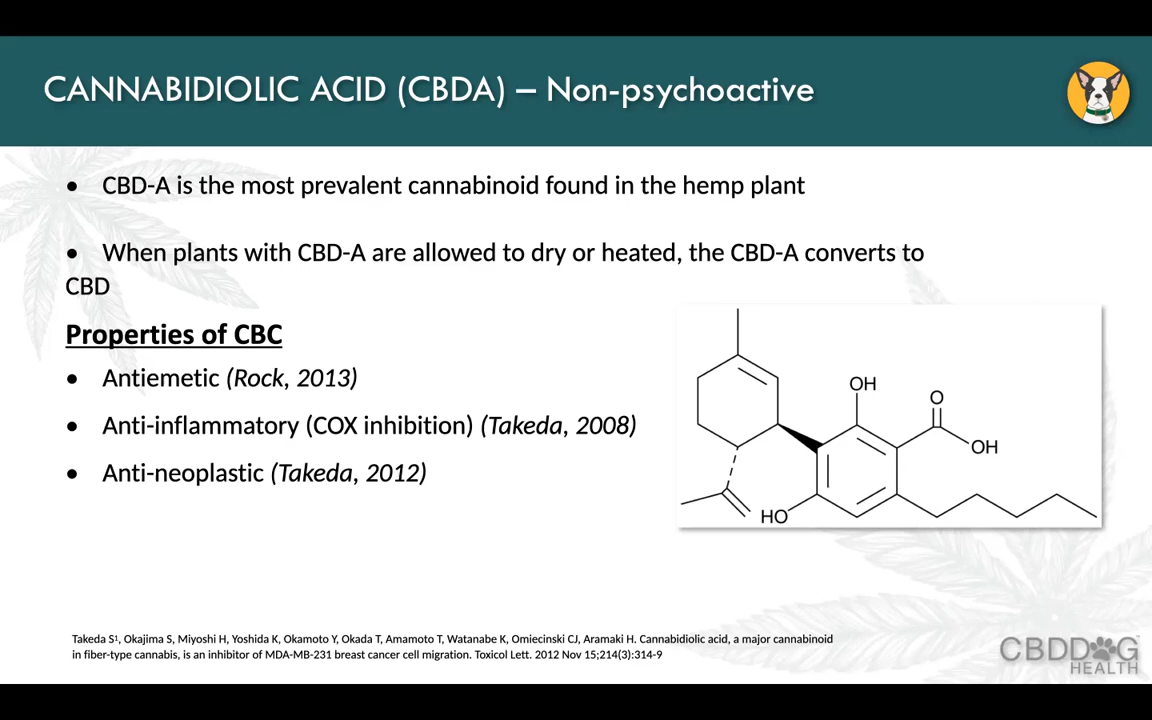 CANNABIDIOLIC ACID (CBDA) – Non-psychoactive
• CBD-A is the most prevalent cannabinoid found in the hemp plant
• When plants with CBD-A are allowed to dry or heated, the CBD-A converts to
CBD
Properties of CBC
• Antiemetic (Rock, 2013)
• Anti-inflammatory (COX inhibition) (Takeda, 2008)
• Anti-neoplastic (Takeda, 2012)
OH
O
OH
HO
Takeda S¹, Okajima S, Miyoshi H, Yoshida K, Okamoto Y, Okada T, Amamoto T, Watanabe K, Omiecinski CJ, Aramaki H. Cannabidiolic acid, a major cannabinoid
in fiber-type cannabis, is an inhibitor of MDA-MB-231 breast cancer cell migration. Toxicol Lett. 2012 Nov 15;214(3):314-9
CBDDOG
HEALTH